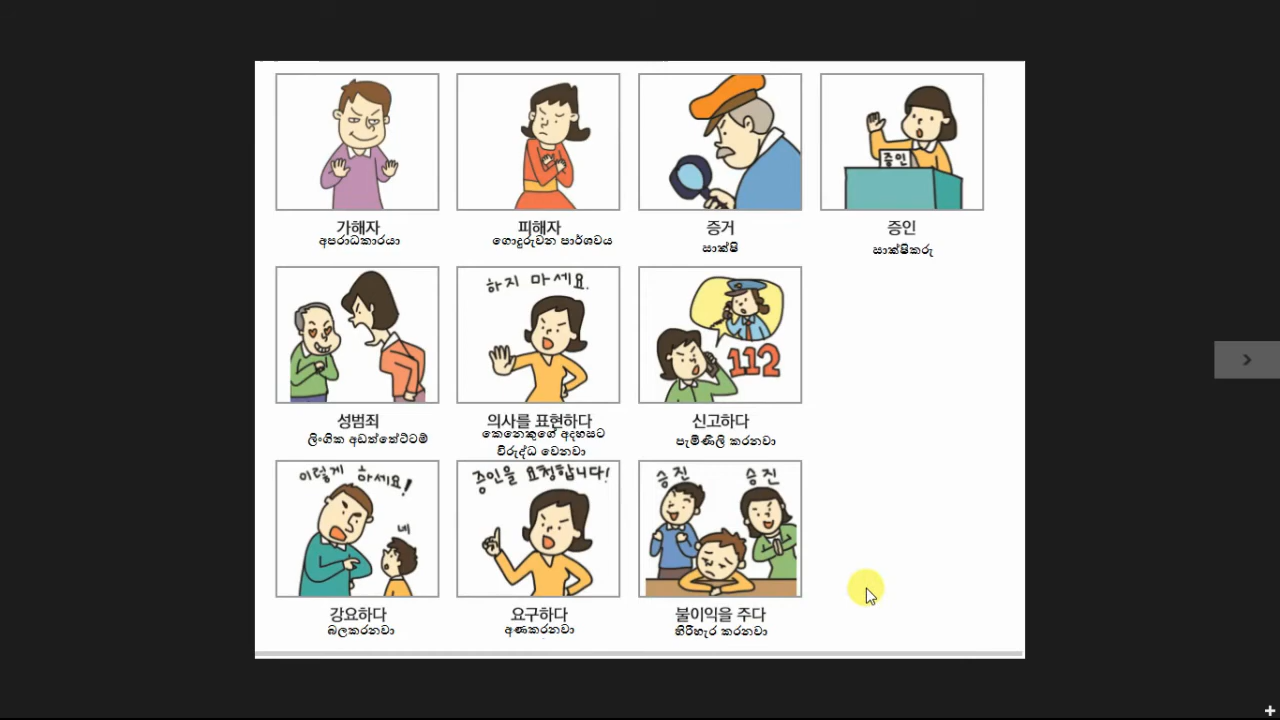 증인
가해자
අපරාධකාරයා
피해자
ගොදුරුවන පාර්ශවය
증거
සාක්ෂි
증인
සාක්ෂිකරු
하지 마세요.
112
성범죄
ලිංගික අඩත්තේට්ටම්
의사를 표현하다
කෙනෙකුගේ අදහසට
විරුද්ධ වෙනවා
신고하다
පැමිණිලි කරනවා
이렇게 하세요!
네
증인을 요청합니다!
승진
승진
강요하다
බලකරනවා
요구하다
අණකරනවා
불이익을 주다
හිරිහැර කරනවා